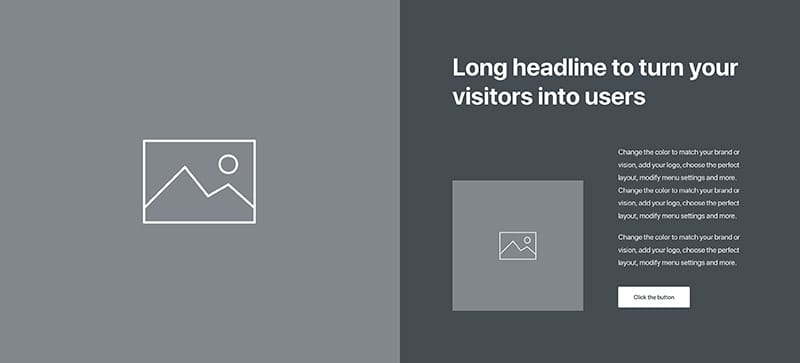 Long headline to turn your
visitors into users
Change the color to match your brand or
vision, add your logo, choose the perfect
layout, modify menu settings and more.
Change the color to match your brand or
vision, add your logo, choose the perfect
layout, modify menu settings and more.
Change the color to match your brand or
vision, add your logo, choose the perfect
layout, modify menu settings and more.
Click the button